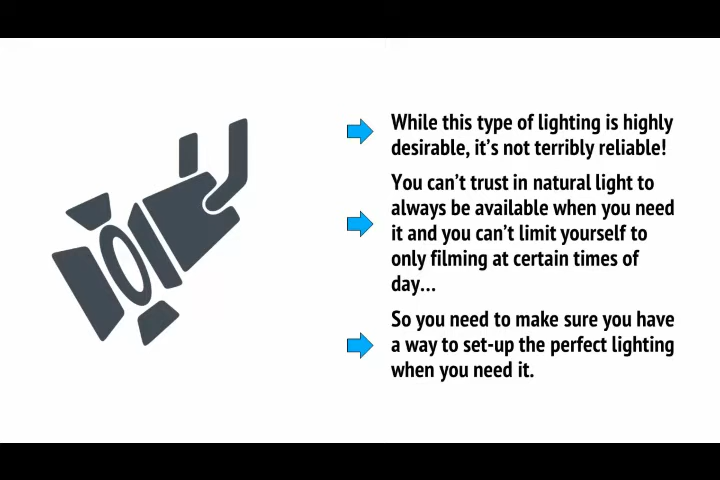 While this type of lighting is highly
desirable, it's not terribly reliable!
You can't trust in natural light to
always be available when you need
it and you can't limit yourself to
only filming at certain times of
day...
So you need to make sure you have
a way to set-up the perfect lighting
when you need it.